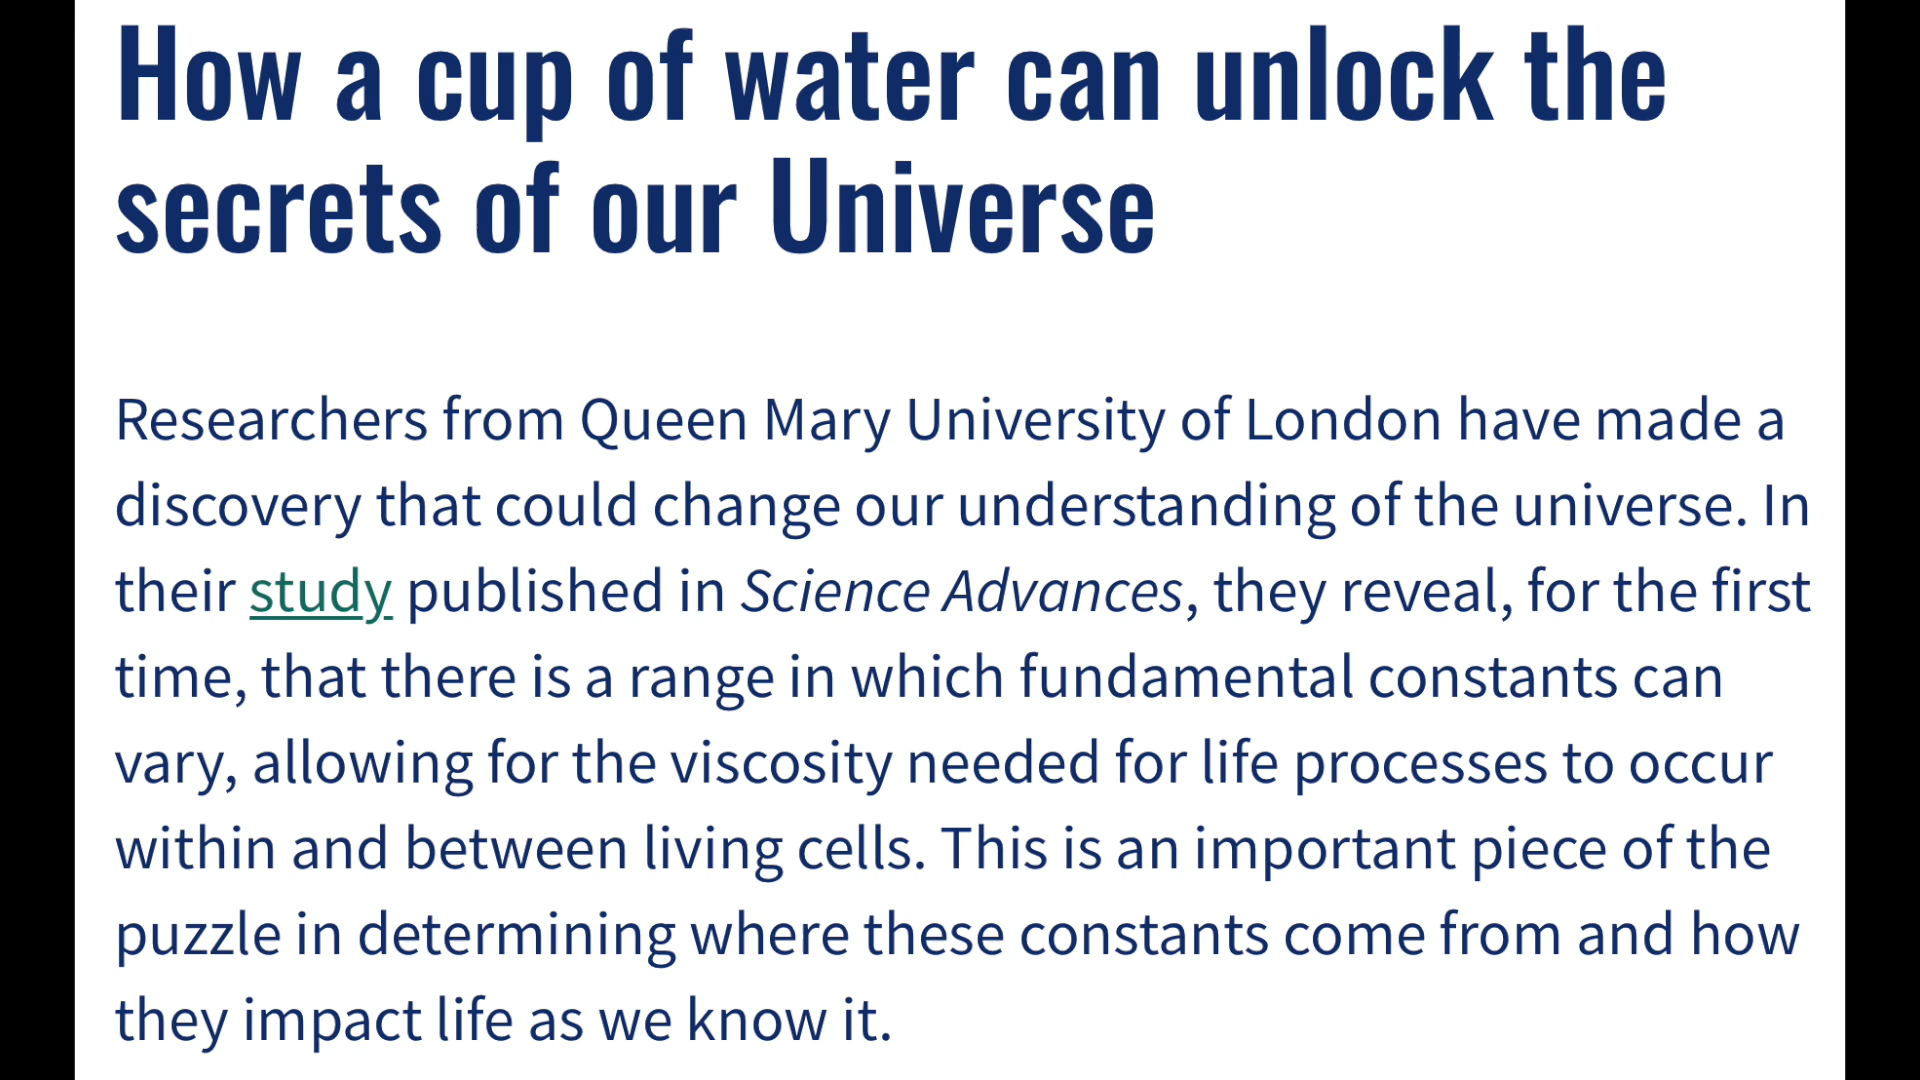 How a cup of water can unlock the
secrets of our Universe
Researchers from Queen Mary University of London have made a
discovery that could change our understanding of the universe. In
their study published in Science Advances, they reveal, for the first
time, that there is a range in which fundamental constants can
vary, allowing for the viscosity needed for life processes to occur
within and between living cells. This is an important piece of the
puzzle in determining where these constants come from and how
they impact life as we know it.